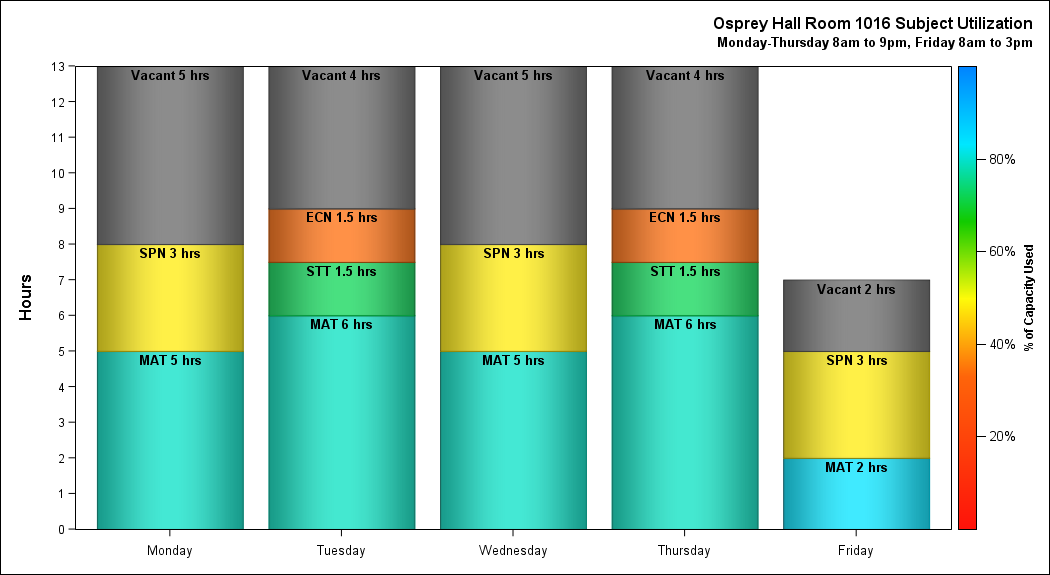 Osprey Hall Room 1016 Subject Utilization
Monday-Thursday 8am to 9pm, Friday 8am to 3pm
Hours
13
12
11
10
9
8
7
6
5
4
3
2
1
0
Vacant 5 hrs
SPN 3 hrs
MAT 5 hrs
Vacant 4 hrs
ECN 1.5 hrs
STT 1.5 hrs
MAT 6 hrs
Vacant 5 hrs
SPN 3 hrs
MAT 5 hrs
Vacant 4 hrs
ECN 1.5 hrs
STT 1.5 hrs
MAT 6 hrs
Vacant 2 hrs
SPN 3 hrs
MAT 2 hrs
Monday
Tuesday
Wednesday
Thursday
Friday
80%
60%
40%
20%
% of Capacity Used